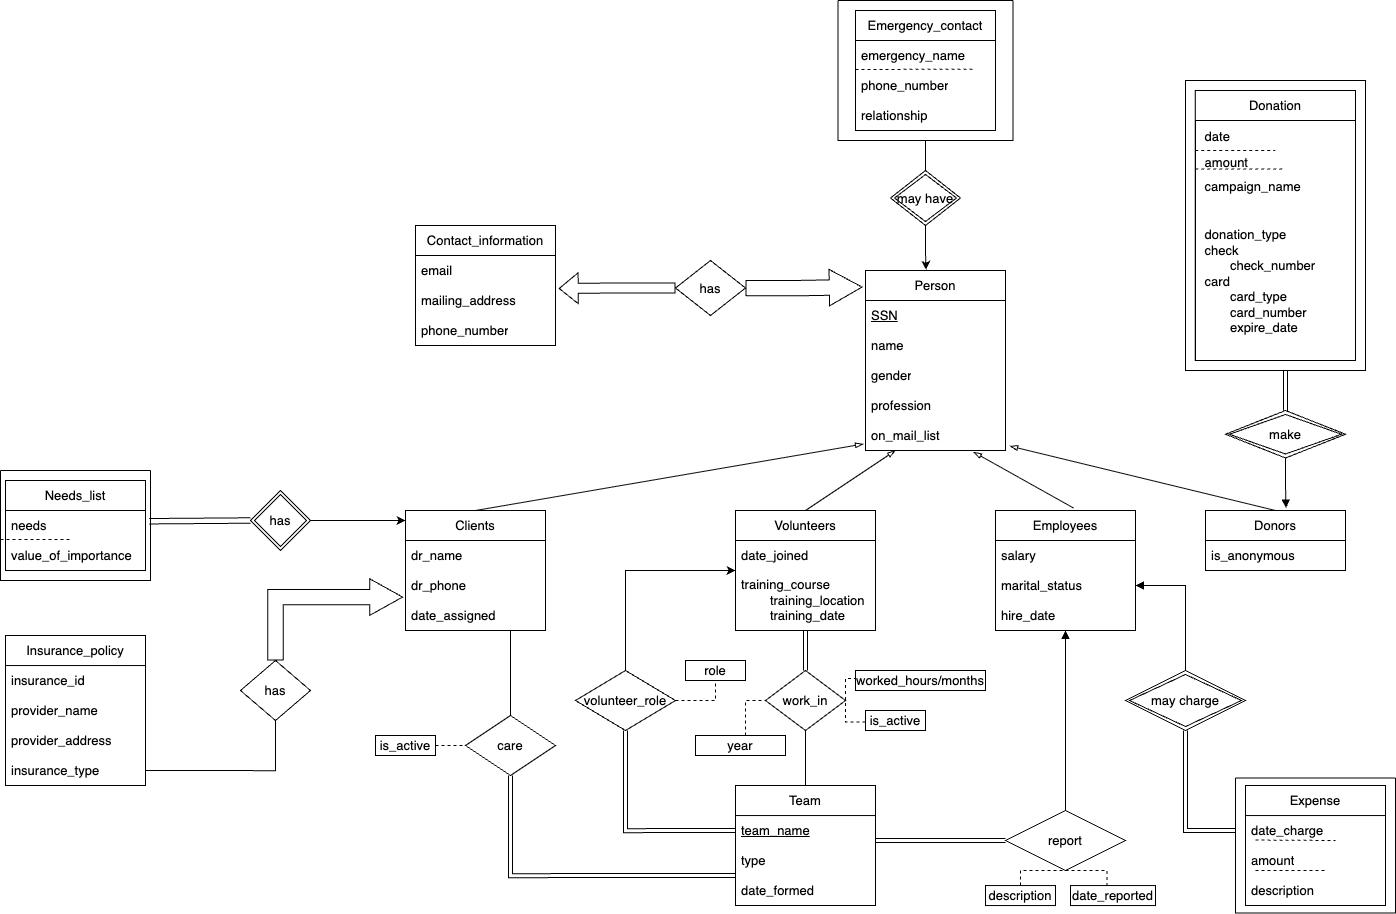 Emergency_contact
emergency_name
phone_number
relationship
may have
Donation
date
amount
campaign_name
donation_type
check
check_number
card
card_type
card_number
expire_date
make
Contact_information
email
mailing_address
phone_number
has
Person
SSN
name
gender
profession
on_mail_list
Needs_list
needs
value_of_importance
has
Clients
dr_name
dr_phone
date_assigned
Volunteers
date_joined
training_course
training_location
training_date
Employees
salary
marital_status
hire_date
Donors
is_anonymous
Insurance_policy
insurance_id
provider_name
provider_address
insurance_type
has
is_active
care
volunteer_role
role
work_in
worked_hours/months
is_active
year
may charge
Team
team_name
type
date_formed
report
description
date_reported
Expense
date_charge
amount
description